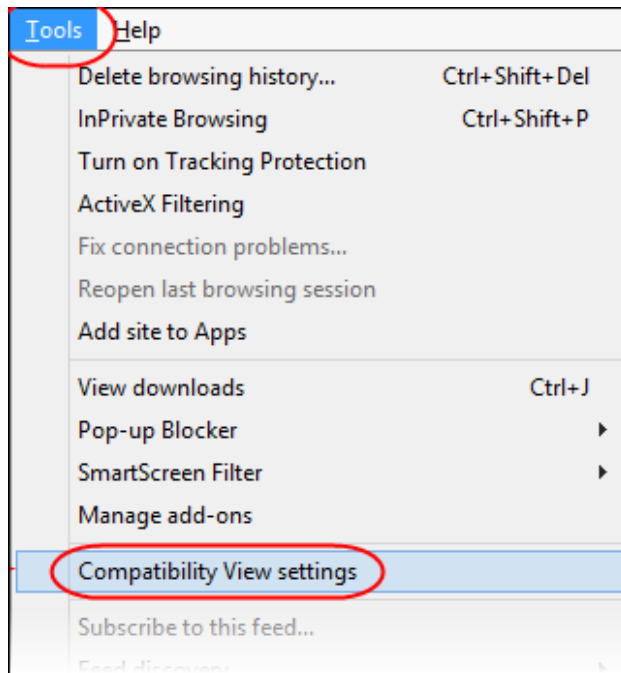 Tools Help
Delete browsing history... Ctrl+Shift+Del
InPrivate Browsing Ctrl+Shift+P
Turn on Tracking Protection
ActiveX Filtering
Fix connection problems...
Reopen last browsing session
Add site to Apps
View downloads Ctrl+J
Pop-up Blocker
SmartScreen Filter
Manage add-ons
Compatibility View settings
Subscribe to this feed...
Feed discovery